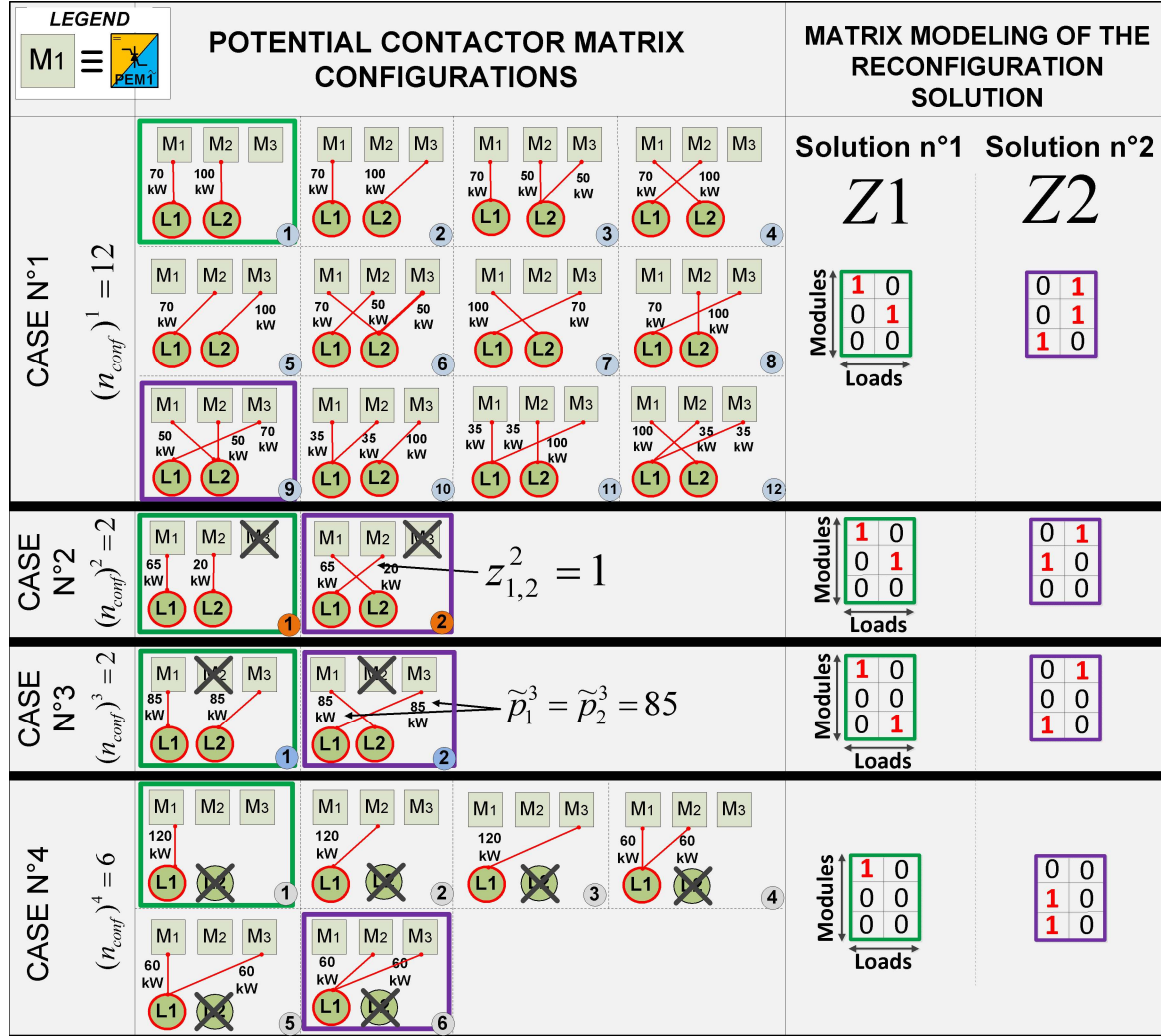 LEGEND
M1 ≡ PEM1
POTENTIAL CONTACTOR MATRIX
CONFIGURATIONS
MATRIX MODELING OF THE
RECONFIGURATION
SOLUTION
CASE N°1
(n_conf)^1 = 12
M1 M2 M3
70 kW 100 kW
L1 L2
1
M1 M2 M3
70 kW 100 kW
L1 L2
2
M1 M2 M3
70 kW 50 kW 50 kW
L1 L2
3
M1 M2 M3
70 kW 100 kW
L1 L2
4
M1 M2 M3
70 kW 100 kW
L1 L2
5
M1 M2 M3
70 kW 50 kW 50 kW
L1 L2
6
M1 M2 M3
100 kW 70 kW
L1 L2
7
M1 M2 M3
70 kW 100 kW
L1 L2
8
M1 M2 M3
50 kW 50 kW 70 kW
L1 L2
9
M1 M2 M3
35 kW 35 kW 100 kW
L1 L2
10
M1 M2 M3
35 kW 35 kW 100 kW
L1 L2
11
M1 M2 M3
100 kW 35 kW 35 kW
L1 L2
12
Solution n°1 Solution n°2
Z1 Z2
Modules
1 0
0 1
0 0
Loads
0 1
0 1
1 0
CASE
N°2
(n_conf)^2 = 2
M1 M2 M3
65 kW 20 kW
L1 L2
1
M1 M2 M3
65 kW 20 kW
L1 L2
2
z_{1,2}^2 = 1
Modules
1 0
0 1
0 0
Loads
0 1
1 0
0 0
CASE
N°3
(n_conf)^3 = 2
M1 M2 M3
85 kW 85 kW
L1 L2
1
M1 M2 M3
85 kW 85 kW
L1 L2
2
p̃_1^3 = p̃_2^3 = 85
Modules
1 0
0 0
0 1
Loads
0 1
0 0
1 0
CASE N°4
(n_conf)^4 = 6
M1 M2 M3
120 kW
L1 L2
1
M1 M2 M3
120 kW
L1 L2
2
M1 M2 M3
120 kW
L1 L2
3
M1 M2 M3
60 kW 60 kW
L1 L2
4
M1 M2 M3
60 kW 60 kW
L1 L2
5
M1 M2 M3
60 kW 60 kW
L1 L2
6
Modules
1 0
0 0
0 0
Loads
0 0
1 0
1 0